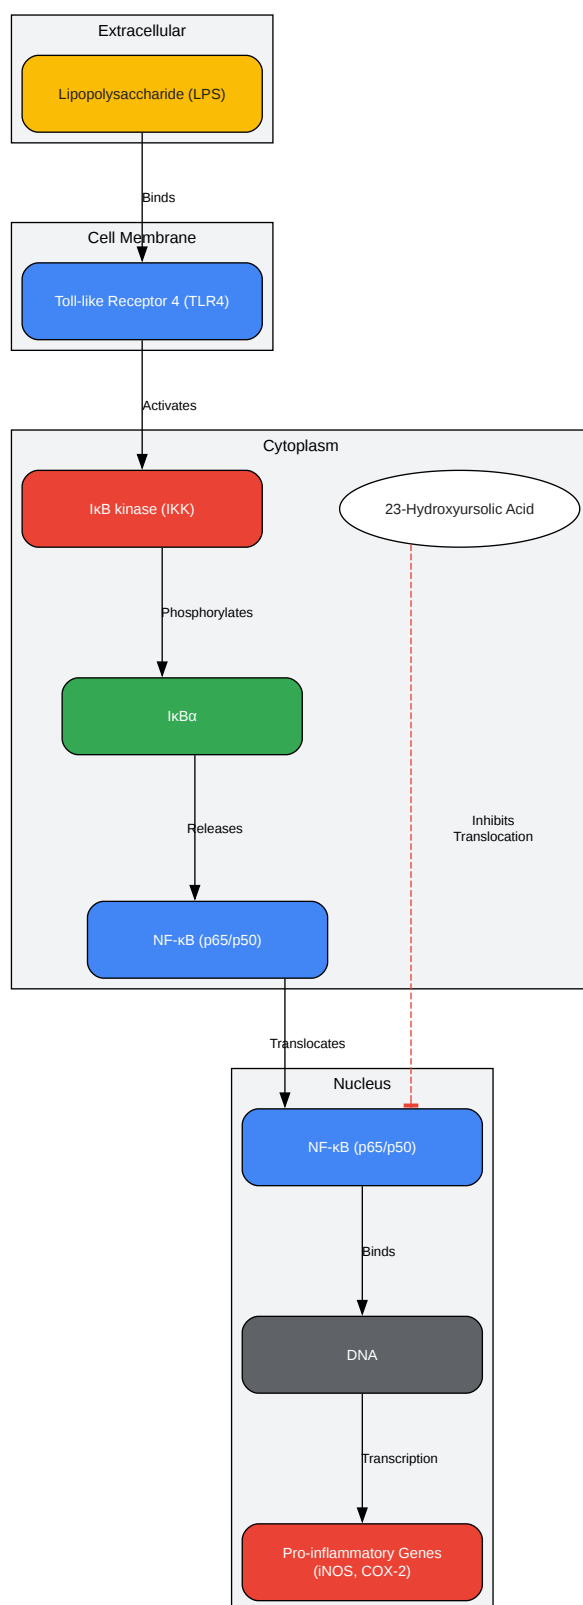 Extracellular
Lipopolysaccharide (LPS)
Binds
Cell Membrane
Toll-like Receptor 4 (TLR4)
Activates
Cytoplasm
IκB kinase (IKK)
23-Hydroxyursolic Acid
Phosphorylates
IκBα
Releases
Inhibits
Translocation
NF-κB (p65/p50)
Translocates
Nucleus
NF-κB (p65/p50)
Binds
DNA
Transcription
Pro-inflammatory Genes
(iNOS, COX-2)